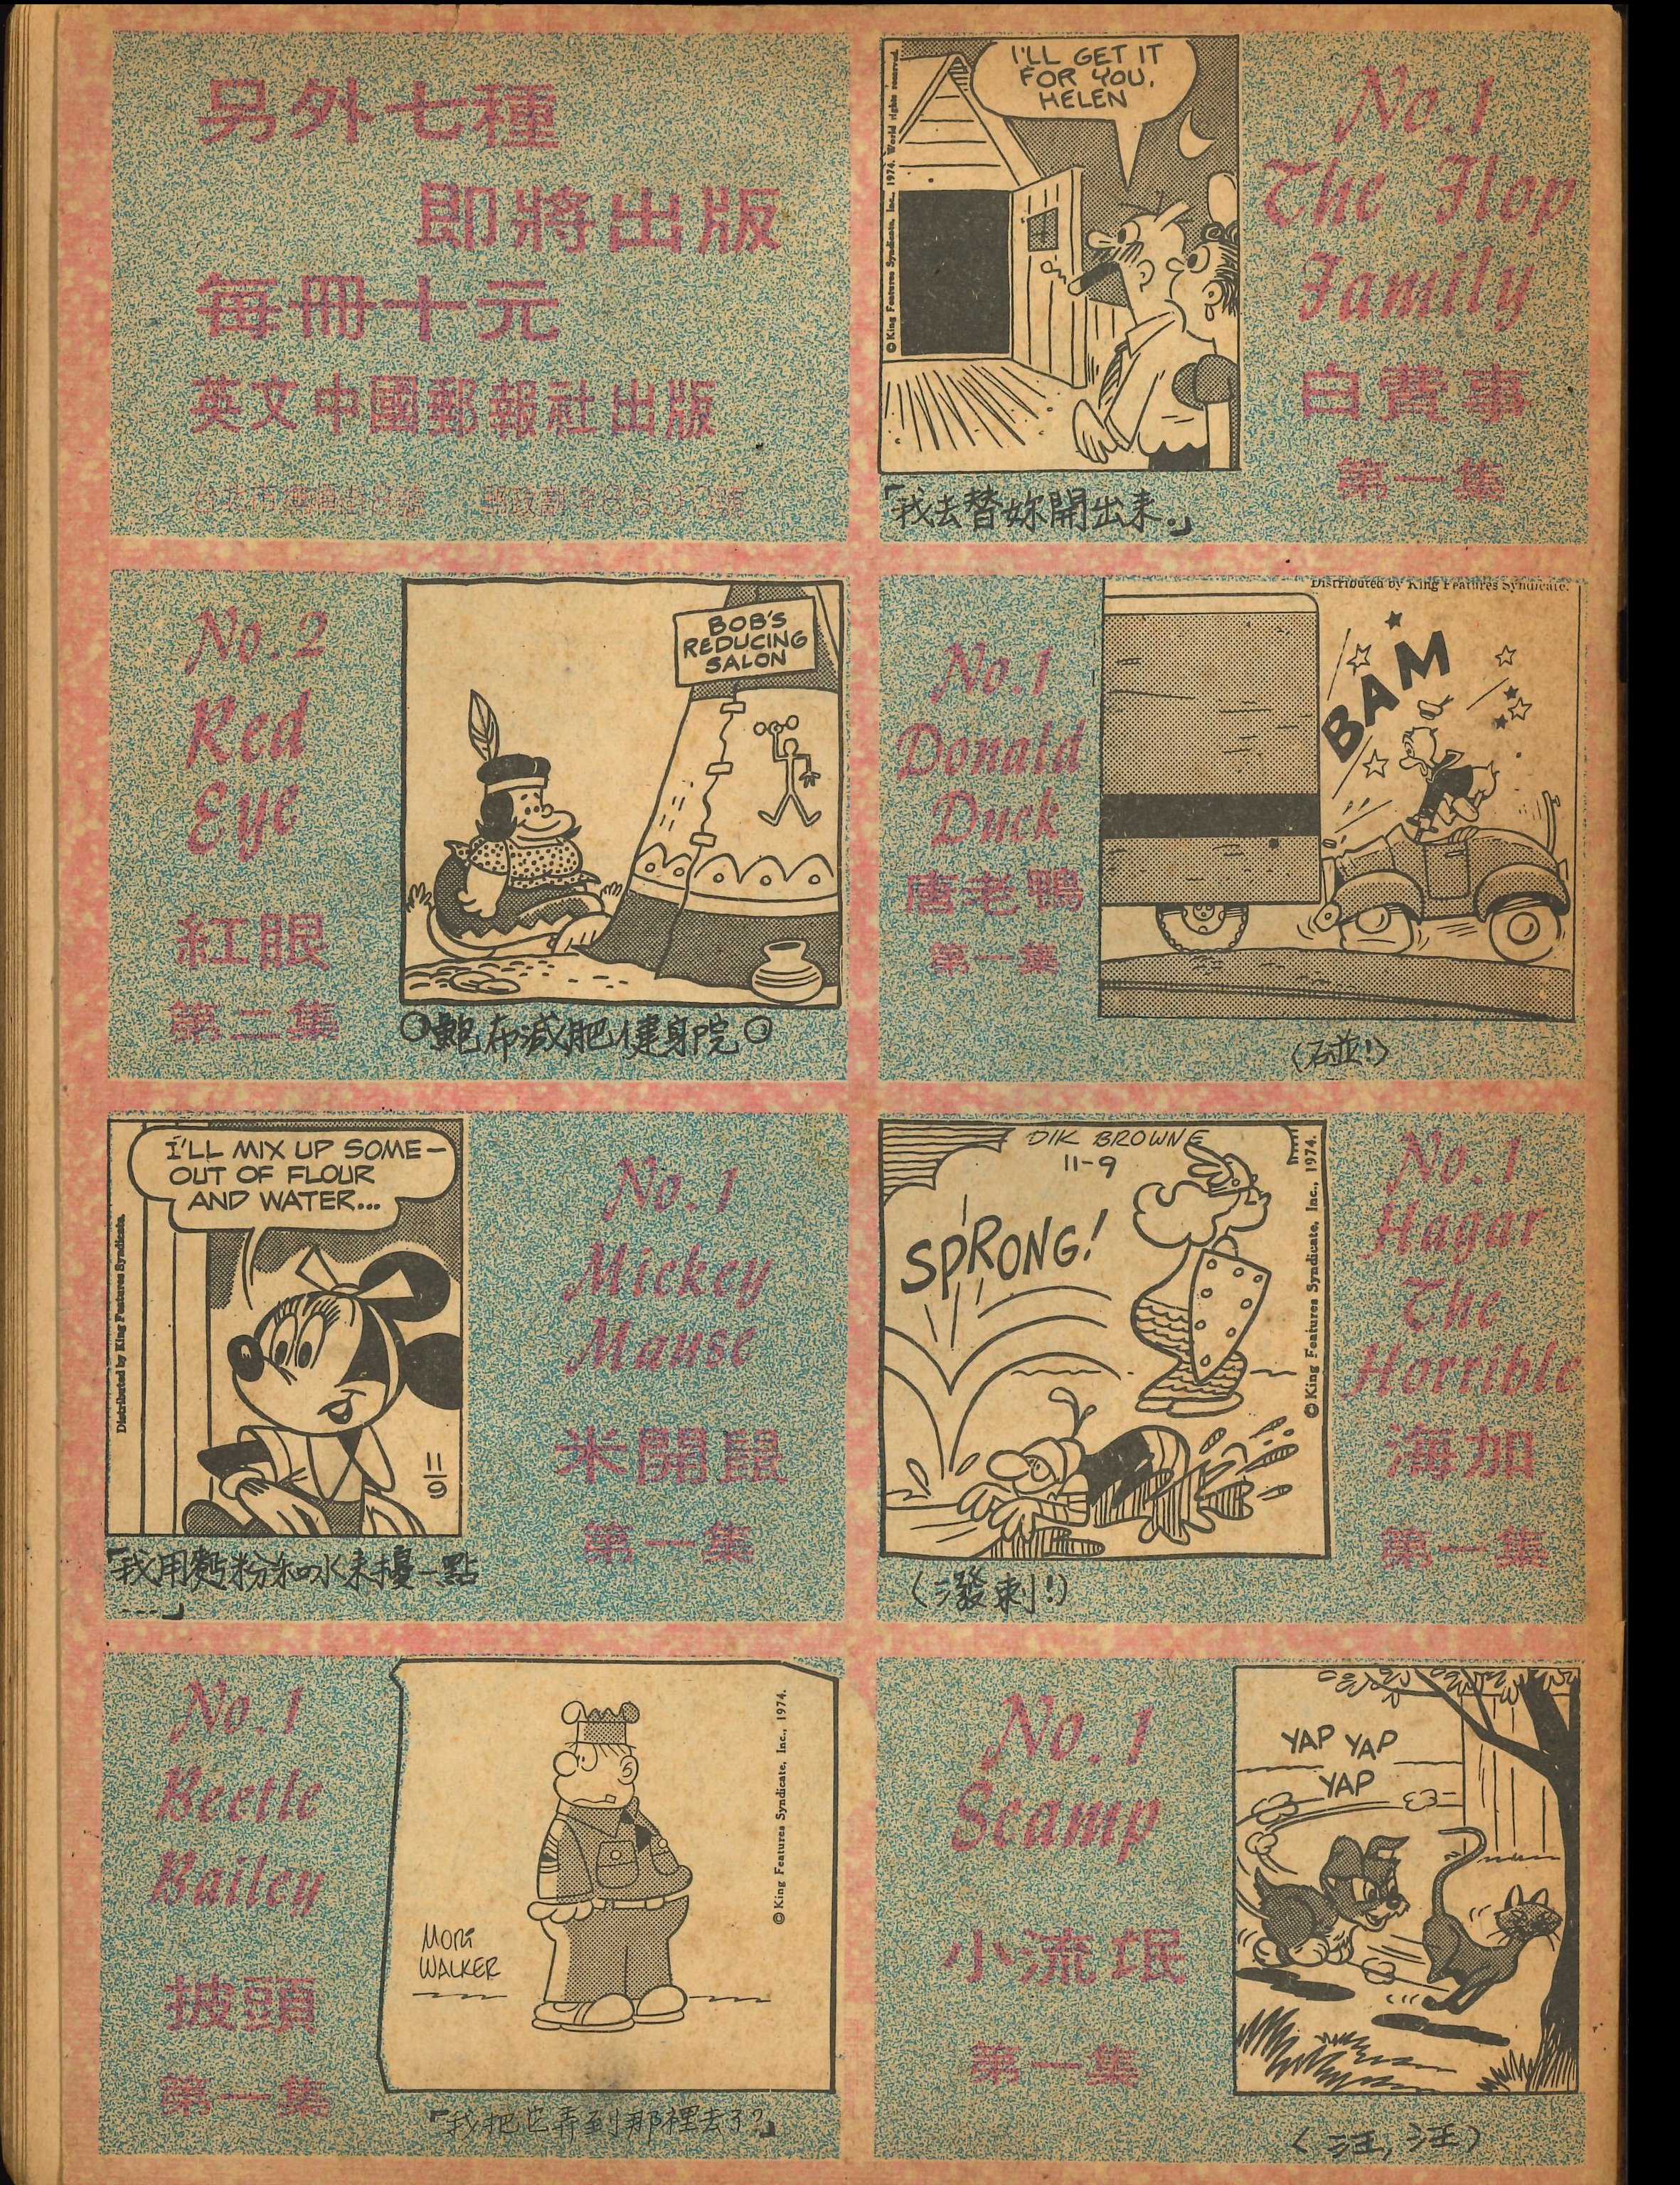 另外七種
即將出版
每冊十元
英文中國郵報社出版
I'LL GET IT
FOR YOU,
HELEN
© King Features Syndicate, Inc., 1974. World rights reserved.
No.1
The Flop
Family
白費事
第一集
「我去替妳開出来。」
No.2
Red
Eye
紅眼
第二集
BOB'S
REDUCING
SALON
鮑布減肥健身院
No.1
Donald
Duck
唐老鴨
第一集
Distributed by King Features Syndicate.
BAM
(碰!)
I'LL MIX UP SOME—
OUT OF FLOUR
AND WATER...
Distributed by King Features Syndicate.
11/9
「我用麪粉和水来擾一點
...」
No.1
Mickey
Mause
米開鼠
第一集
DIK BROWNE
11-9
SPRONG!
© King Features Syndicate, Inc., 1974.
(潑剌!)
No.1
Hagar
The
Horrible
海加
第一集
No.1
Beetle
Bailey
披頭
第一集
MORT
WALKER
© King Features Syndicate, Inc., 1974.
「我把它弄到那裡去了?」
No.1
Scamp
小流氓
第一集
YAP YAP
YAP
(汪,汪)